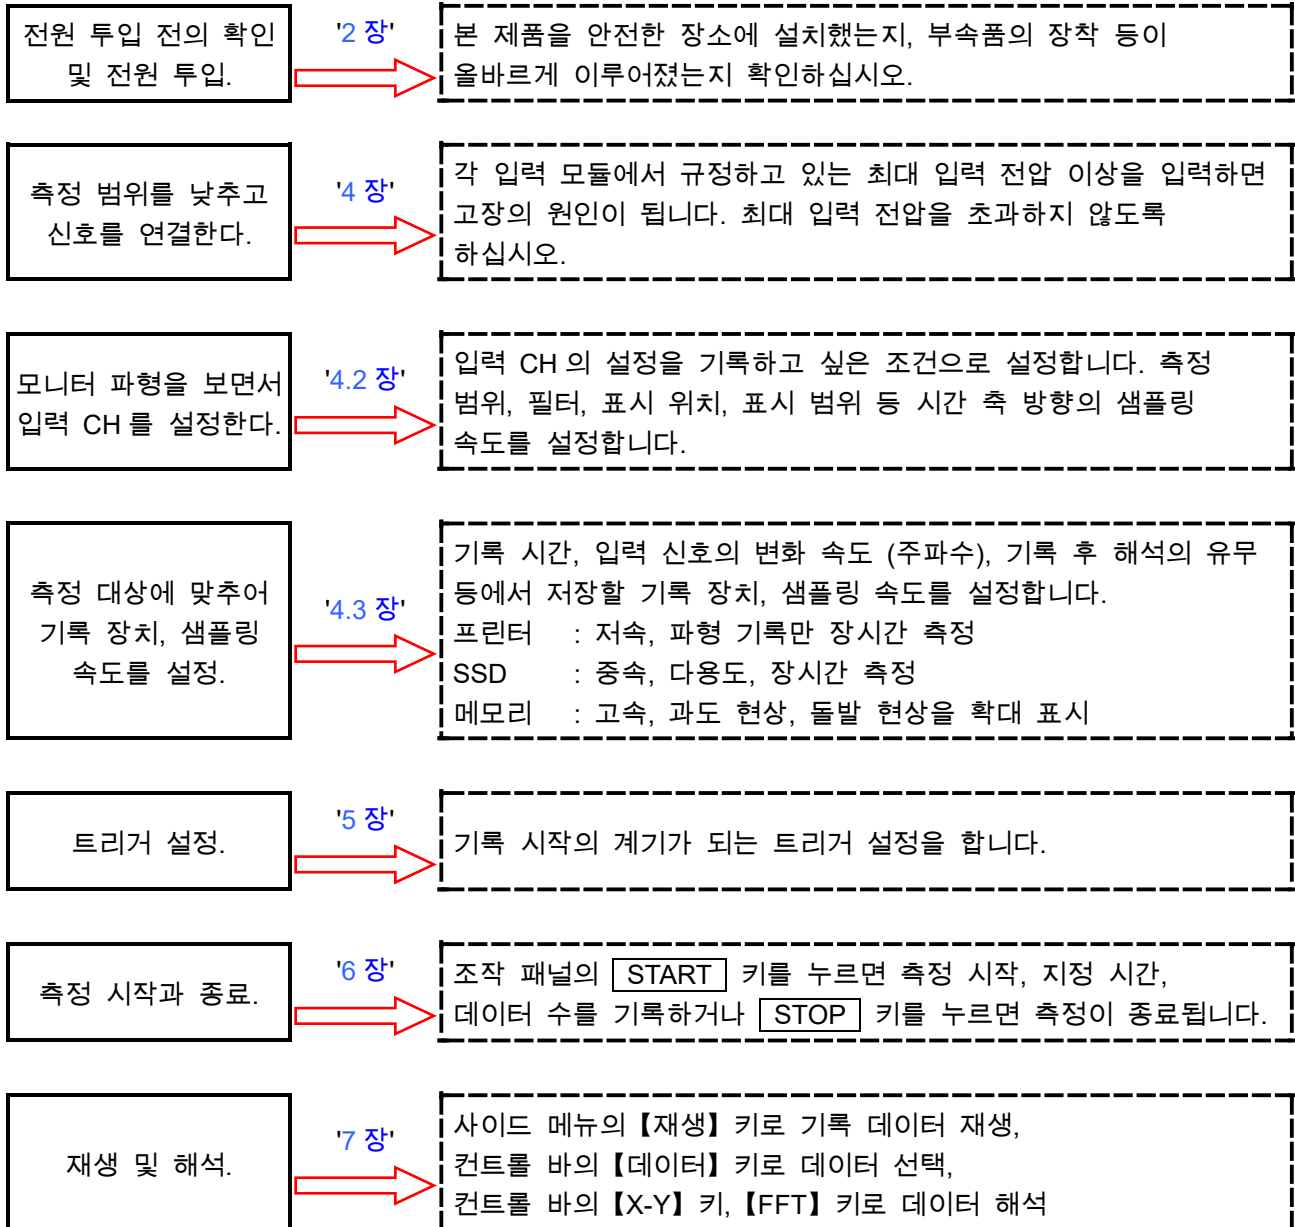 전원 투입 전의 확인
및 전원 투입.
'2 장'
본 제품을 안전한 장소에 설치했는지, 부속품의 장착 등이
올바르게 이루어졌는지 확인하십시오.
측정 범위를 낮추고
신호를 연결한다.
'4 장'
각 입력 모듈에서 규정하고 있는 최대 입력 전압 이상을 입력하면
고장의 원인이 됩니다. 최대 입력 전압을 초과하지 않도록
하십시오.
모니터 파형을 보면서
입력 CH 를 설정한다.
'4.2 장'
입력 CH 의 설정을 기록하고 싶은 조건으로 설정합니다. 측정
범위, 필터, 표시 위치, 표시 범위 등 시간 축 방향의 샘플링
속도를 설정합니다.
측정 대상에 맞추어
기록 장치, 샘플링
속도를 설정.
'4.3 장'
기록 시간, 입력 신호의 변화 속도 (주파수), 기록 후 해석의 유무
등에서 저장할 기록 장치, 샘플링 속도를 설정합니다.
프린터 : 저속, 파형 기록만 장시간 측정
SSD : 중속, 다용도, 장시간 측정
메모리 : 고속, 과도 현상, 돌발 현상을 확대 표시
트리거 설정.
'5 장'
기록 시작의 계기가 되는 트리거 설정을 합니다.
측정 시작과 종료.
'6 장'
조작 패널의 START 키를 누르면 측정 시작, 지정 시간,
데이터 수를 기록하거나 STOP 키를 누르면 측정이 종료됩니다.
재생 및 해석.
'7 장'
사이드 메뉴의【재생】키로 기록 데이터 재생,
컨트롤 바의【데이터】키로 데이터 선택,
컨트롤 바의【X-Y】키,【FFT】키로 데이터 해석